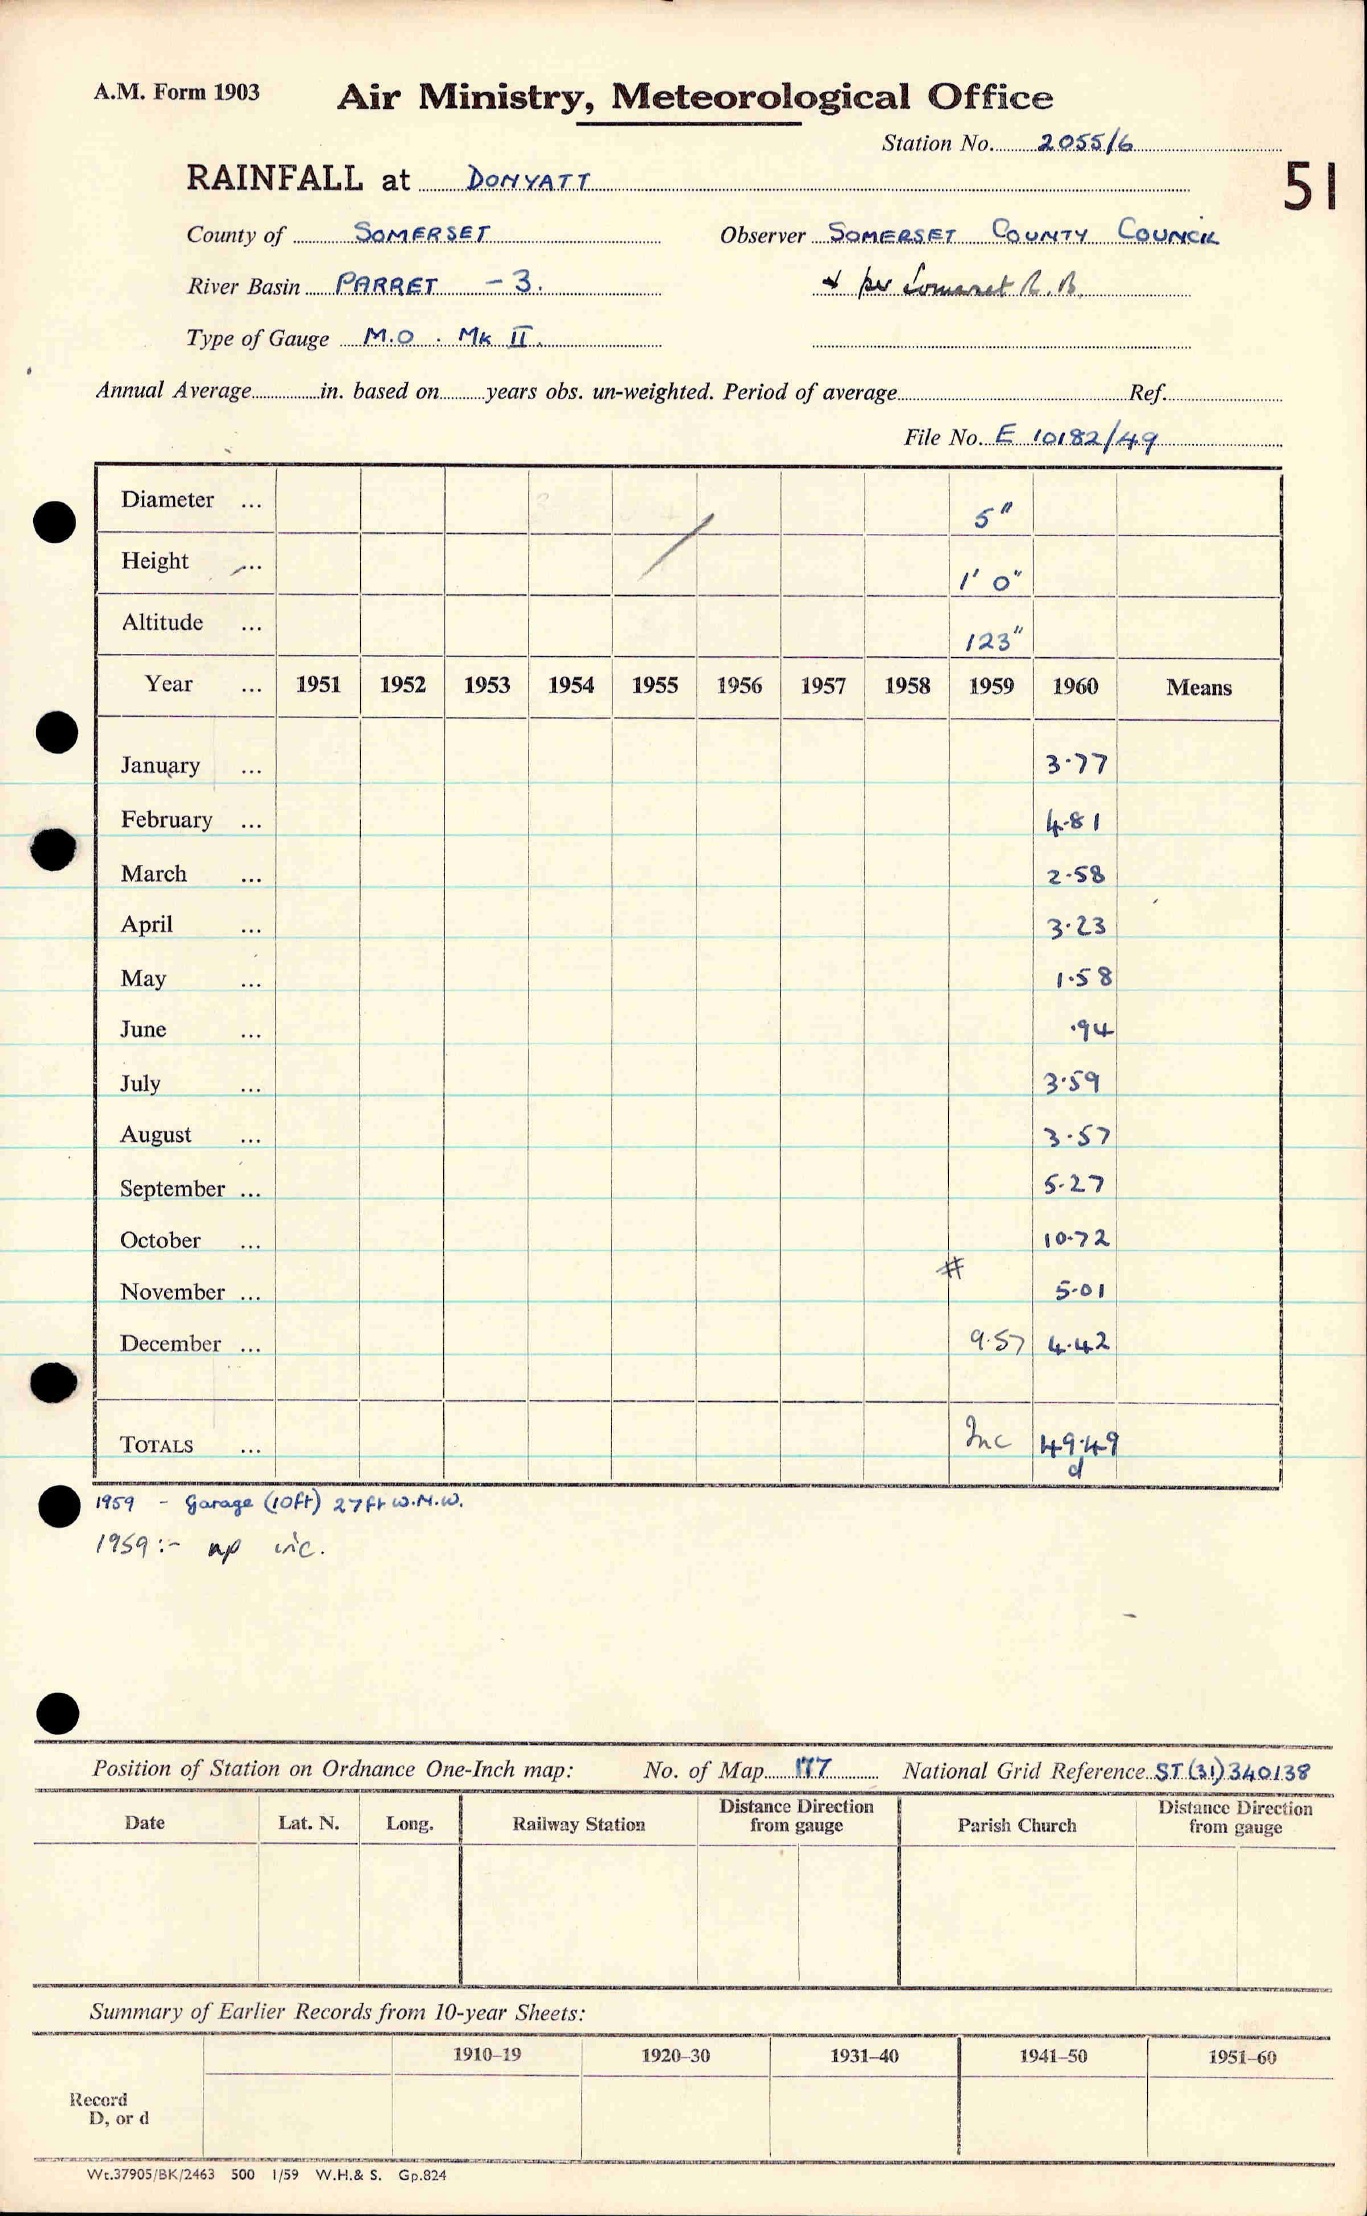 A.M. Form 1903 Air Ministry, Meteorological Office
Station No. 2055/6
RAINFALL at DONYATT 51
County of SOMERSET Observer SOMERSET COUNTY COUNCIL
River Basin PARRET - 3. & per Somerset R. B.
Type of Gauge M.O. Mk II.
Annual Average in. based on years obs. un-weighted. Period of average Ref.
File No. E 10182/49
Diameter ... 5"
Height ... 1' 0"
Altitude ... 123"
Year ... 1951 1952 1953 1954 1955 1956 1957 1958 1959 1960 Means
January ... 3.77
February ... 4.81
March ... 2.58
April ... 3.23
May ... 1.58
June ... .94
July ... 3.59
August ... 3.57
September ... 5.27
October ... 10.72
#
November ... 5.01
December ... 9.57 4.42
TOTALS ... Inc 49.49
d
1959 - Garage (10ft) 27ft W.N.W.
1959:- np inc.
Position of Station on Ordnance One-Inch map: No. of Map 177 National Grid Reference ST (31) 340138
Date Lat. N. Long. Railway Station Distance Direction from gauge Parish Church Distance Direction from gauge
Summary of Earlier Records from 10-year Sheets:
1910–19 1920–30 1931–40 1941–50 1951–60
Record
D, or d
Wt.37905/BK/2463 500 1/59 W.H.& S. Gp.824